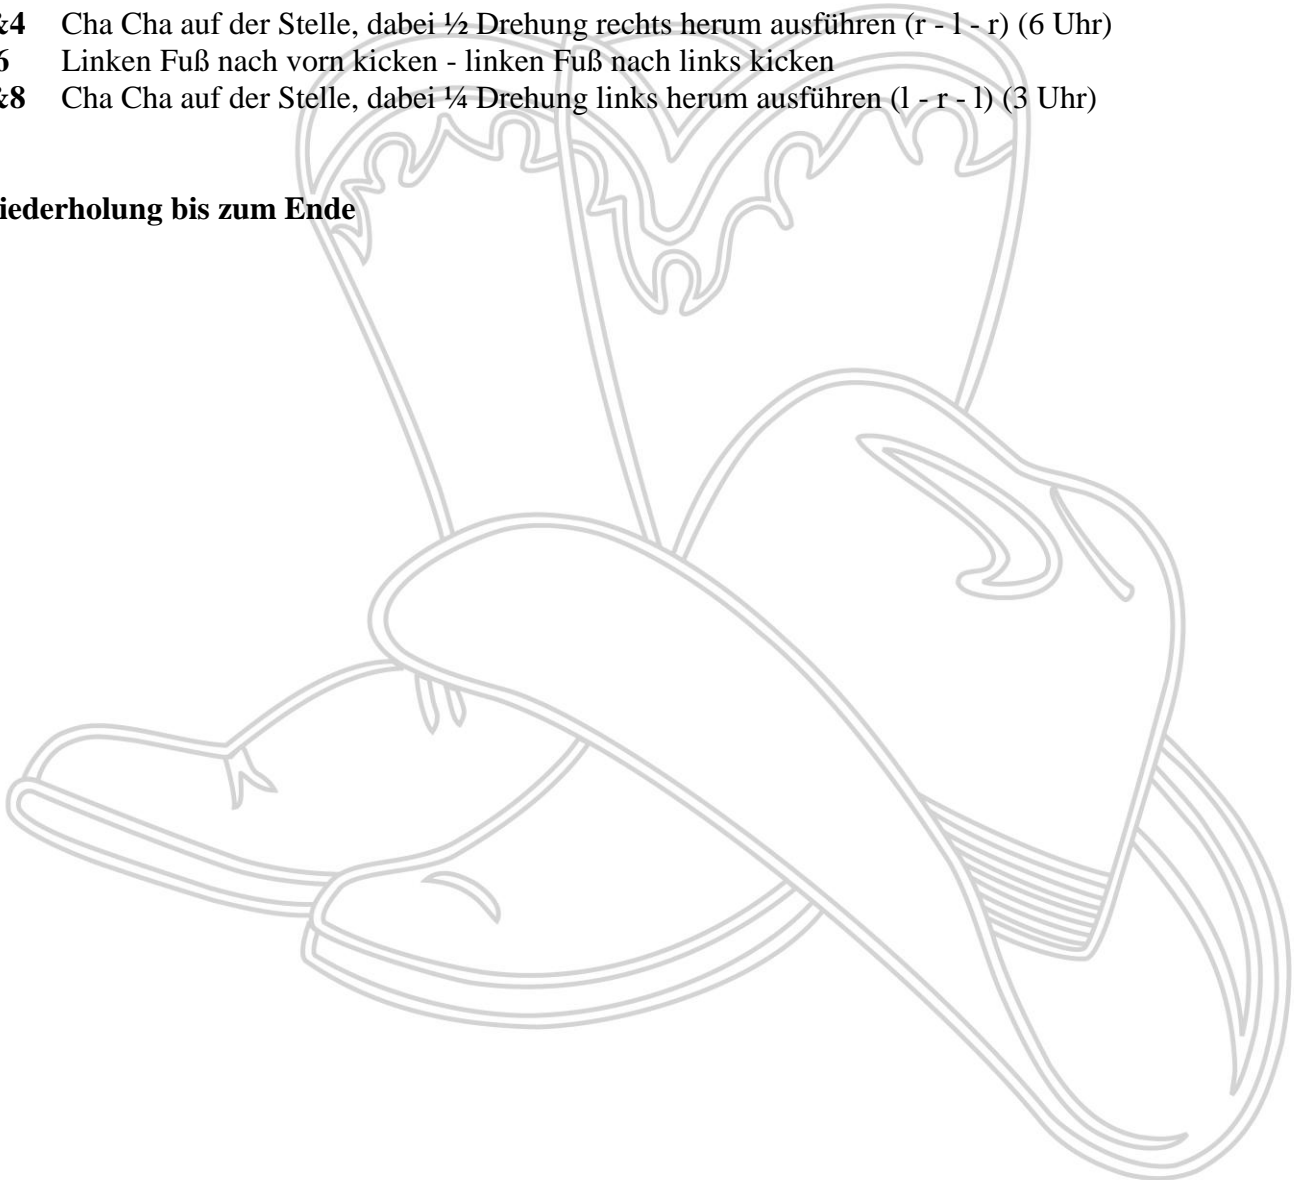 &4 Cha Cha auf der Stelle, dabei ½ Drehung rechts herum ausführen (r - l - r) (6 Uhr)
6 Linken Fuß nach vorn kicken - linken Fuß nach links kicken
&8 Cha Cha auf der Stelle, dabei ¼ Drehung links herum ausführen (l - r - l) (3 Uhr)
iederholung bis zum Ende